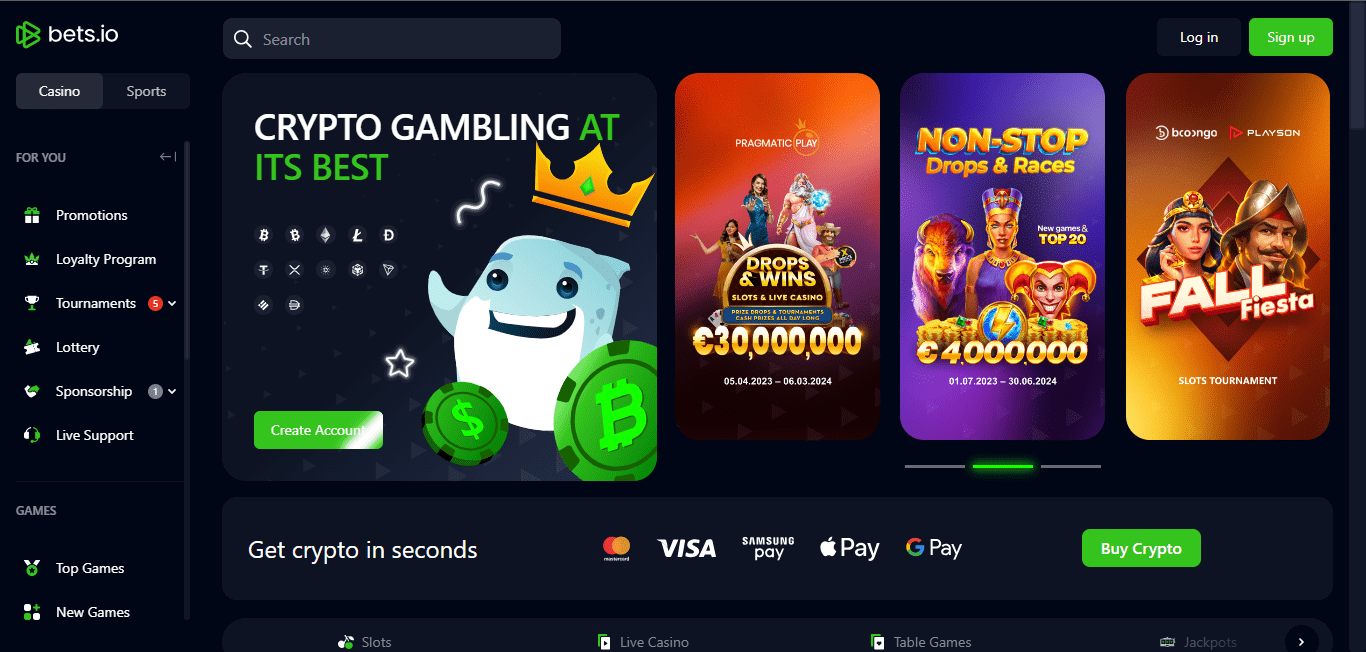 bets.io
Search
Log in
Sign up
Casino
Sports
FOR YOU
Promotions
Loyalty Program
Tournaments 5
Lottery
Sponsorship 1
Live Support
GAMES
Top Games
New Games
CRYPTO GAMBLING AT
ITS BEST
Create Account
PRAGMATIC PLAY
DROPS
& WINS
SLOTS & LIVE CASINO
PRIZE DROPS & TOURNAMENTS
CASH PRIZES ALL DAY LONG
€30,000,000
05.04.2023 – 06.03.2024
NON-STOP
Drops & Races
New games &
TOP 20
€4,000,000
01.07.2023 – 30.06.2024
booongo
PLAYSON
FALL
Fiesta
SLOTS TOURNAMENT
Get crypto in seconds
mastercard
VISA
SAMSUNG
pay
Pay
G Pay
Buy Crypto
Slots
Live Casino
Table Games
Jackpots